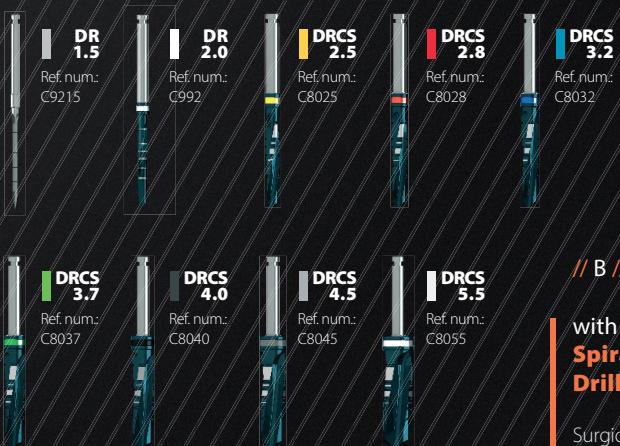 DR
1.5
Ref. num.:
C9215
DR
2.0
Ref. num.:
C992
DRCS
2.5
Ref. num.:
C8025
DRCS
2.8
Ref. num.:
C8028
DRCS
3.2
Ref. num.:
C8032
DRCS
3.7
Ref. num.:
C8037
DRCS
4.0
Ref. num.:
C8040
DRCS
4.5
Ref. num.:
C8045
DRCS
5.5
Ref. num.:
C8055
// B /
with